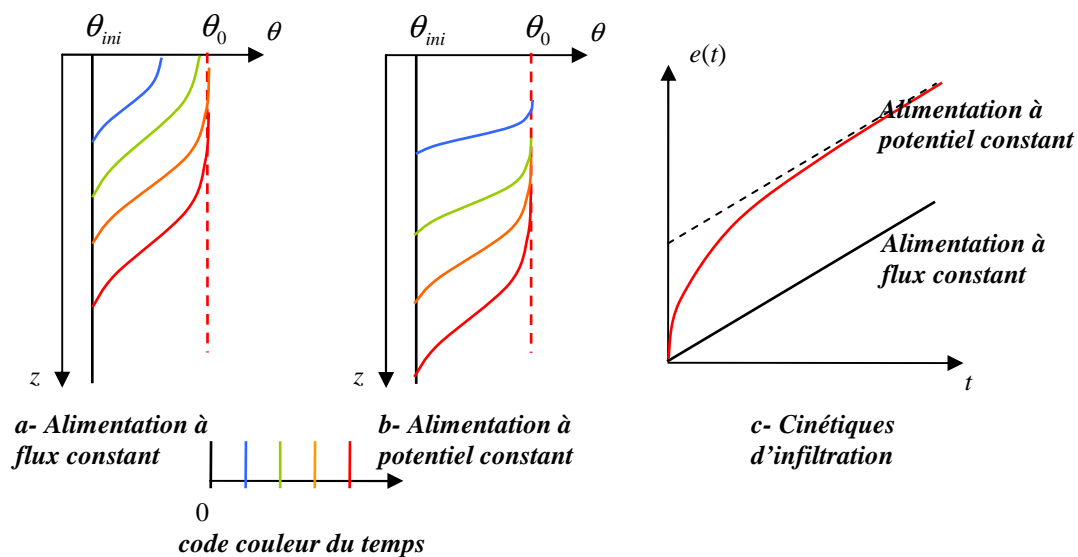 θini
θ0
θ
z
a- Alimentation à
flux constant
θini
θ0
θ
z
b- Alimentation à
potentiel constant
e(t)
Alimentation à
potentiel constant
Alimentation à
flux constant
t
c- Cinétiques
d’infiltration
0
code couleur du temps